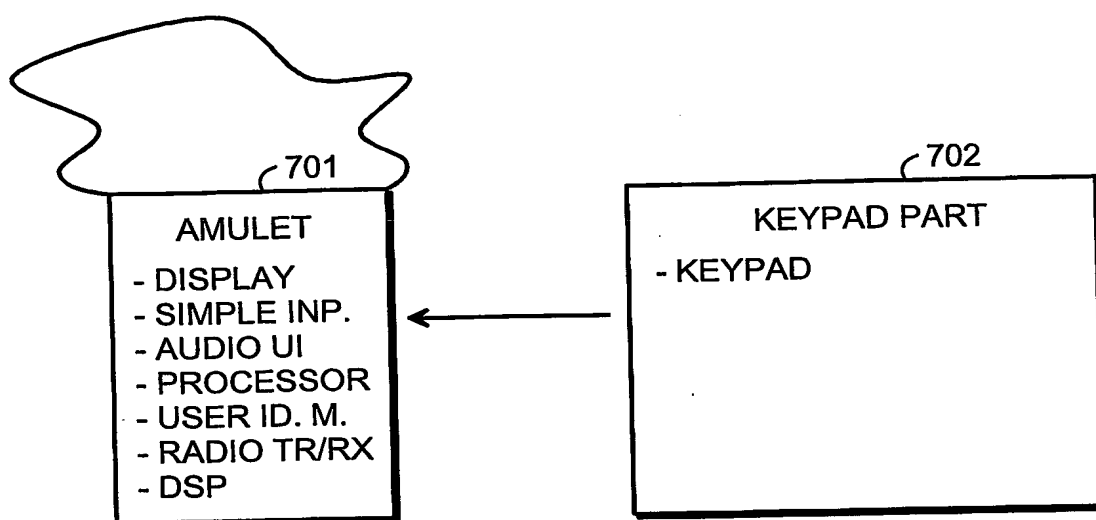 701
AMULET
- DISPLAY
- SIMPLE INP.
- AUDIO UI
- PROCESSOR
- USER ID. M.
- RADIO TR/RX
- DSP
702
KEYPAD PART
- KEYPAD